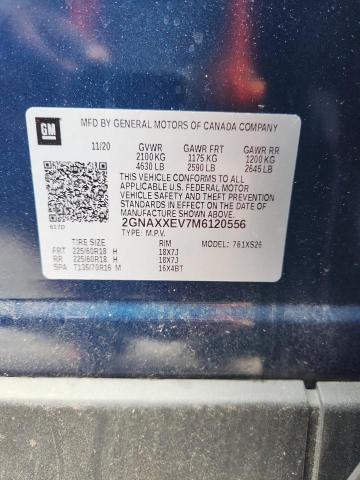 GM
MFD BY GENERAL MOTORS OF CANADA COMPANY
11/20 GVWR GAWR FRT GAWR RR
2100 KG 1175 KG 1200 KG
4630 LB 2590 LB 2645 LB
THIS VEHICLE CONFORMS TO ALL
APPLICABLE U.S. FEDERAL MOTOR
VEHICLE SAFETY AND THEFT PREVENTION
STANDARDS IN EFFECT ON THE DATE OF
MANUFACTURE SHOWN ABOVE.
617D 2GNAXXEV7M6120556
TYPE: M.P.V. MODEL: 761XS26
TIRE SIZE RIM
FRT 225/60R18 H 18X7J
RR 225/60R18 H 18X7J
SPA T135/70R16 M 16X4BT